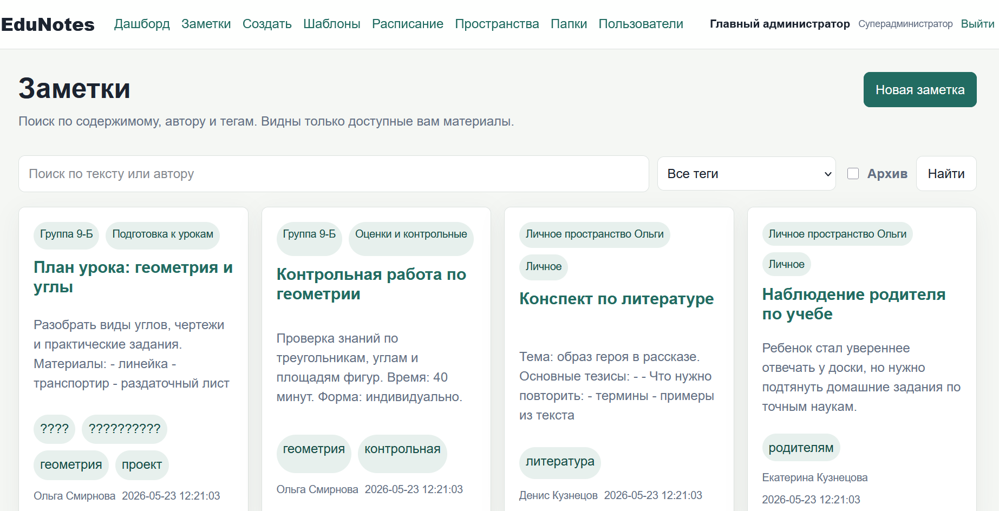 EduNotes Дашборд Заметки Создать Шаблоны Расписание Пространства Папки Пользователи Главный администратор Суперадминистратор Выйти
Заметки
Новая заметка
Поиск по содержимому, автору и тегам. Видны только доступные вам материалы.
Поиск по тексту или автору
Все теги
Архив
Найти
Группа 9-Б Подготовка к урокам
План урока: геометрия и
углы
Разобрать виды углов, чертежи
и практические задания.
Материалы: - линейка -
транспортир - раздаточный лист
???? ??????????
геометрия проект
Ольга Смирнова 2026-05-23 12:21:03
Группа 9-Б Оценки и контрольные
Контрольная работа по
геометрии
Проверка знаний по
треугольникам, углам и
площадям фигур. Время: 40
минут. Форма: индивидуально.
геометрия контрольная
Ольга Смирнова 2026-05-23 12:21:03
Личное пространство Ольги
Личное
Конспект по литературе
Тема: образ героя в рассказе.
Основные тезисы: - - Что нужно
повторить: - термины - примеры
из текста
литература
Денис Кузнецов 2026-05-23 12:21:03
Личное пространство Ольги
Личное
Наблюдение родителя
по учебе
Ребенок стал увереннее
отвечать у доски, но нужно
подтянуть домашние задания по
точным наукам.
родителям
Екатерина Кузнецова
2026-05-23 12:21:03